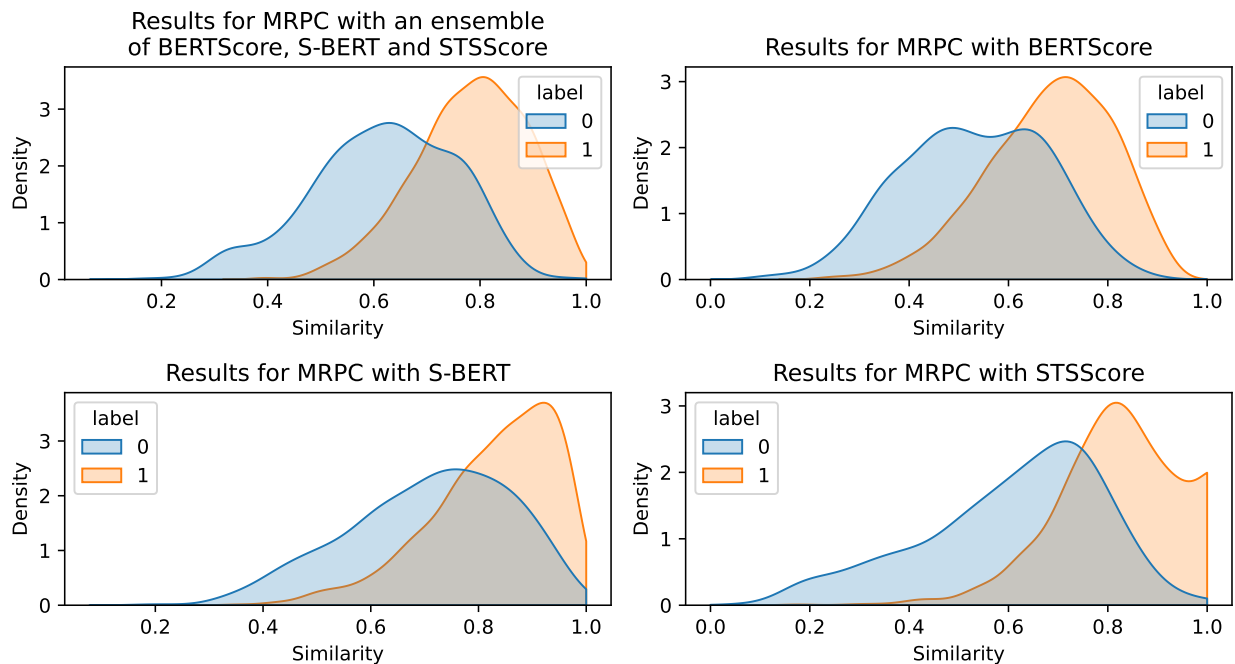 Results for MRPC with an ensemble
of BERTScore, S-BERT and STSScore
Density
3
2
1
0
label
0
1
0.2 0.4 0.6 0.8 1.0
Similarity
Results for MRPC with BERTScore
Density
3
2
1
0
label
0
1
0.0 0.2 0.4 0.6 0.8 1.0
Similarity
Results for MRPC with S-BERT
Density
3
2
1
0
label
0
1
0.2 0.4 0.6 0.8 1.0
Similarity
Results for MRPC with STSScore
Density
3
2
1
0
label
0
1
0.0 0.2 0.4 0.6 0.8 1.0
Similarity